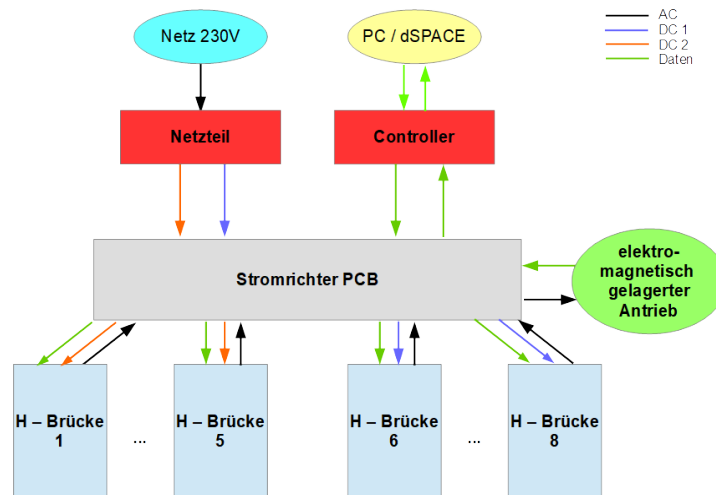 Netz 230V
PC / dSPACE
AC
DC 1
DC 2
Daten
Netzteil
Controller
Stromrichter PCB
elektro-
magnetisch
gelagerter
Antrieb
H – Brücke
1
...
H – Brücke
5
H – Brücke
6
...
H – Brücke
8